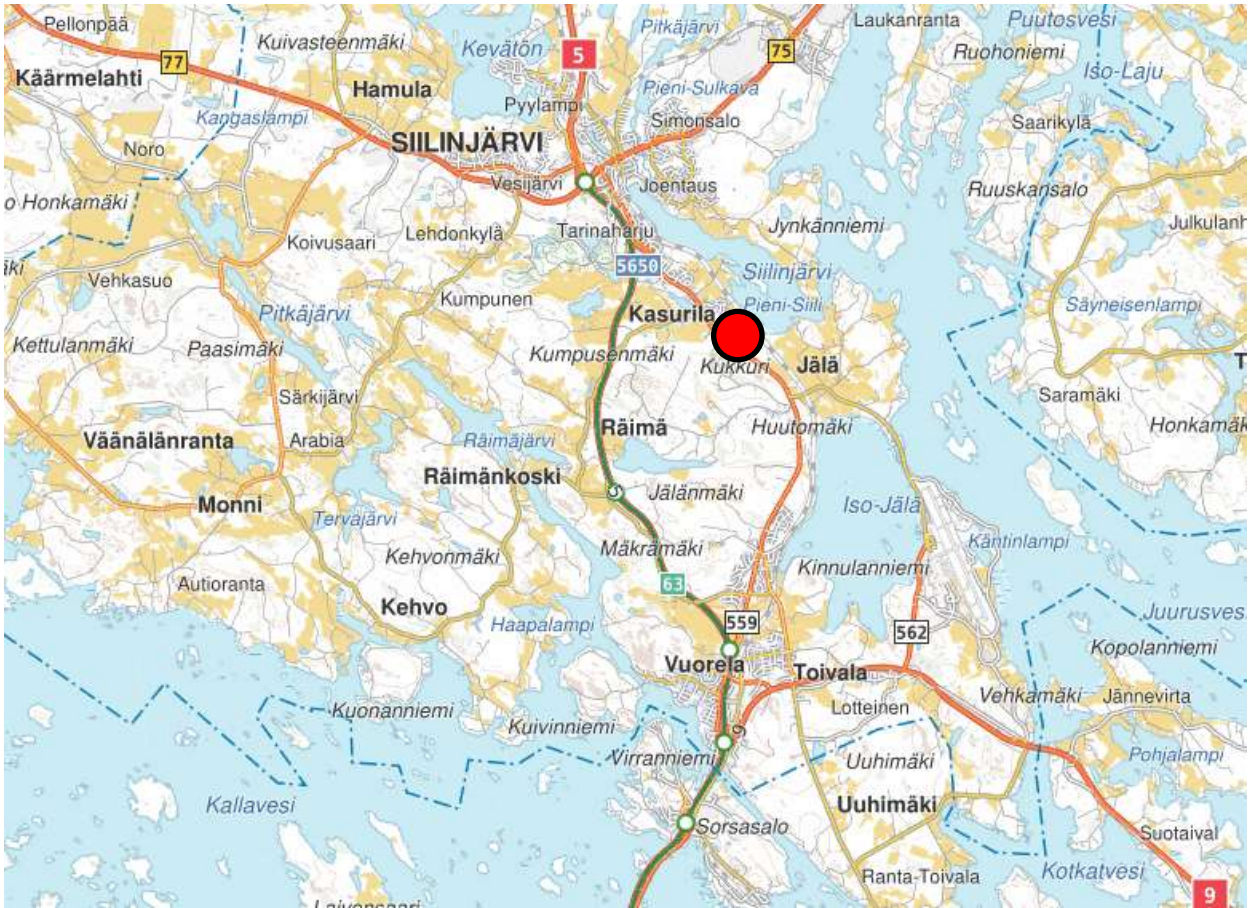 Pellonpää
Kuivasteenmäki
Kevätön
5
Pitkäjärvi
75
Laukanranta
Puutosvesi
Ruohoniemi
77
Käärmelahti
Hamula
Iso-Laju
Pyylampi
Pieni-Sulkava
Kangaslampi
Simonsalo
Saarikylä
SIILINJÄRVI
Noro
Vesijärvi
Joentaus
Ruuskansalo
o Honkamäki
Koivusaari
Lehdonkylä
Tarinaharju
Jynkänniemi
Julkulanh
äki
Vehkasuo
5650
Siilinjärvi
Kumpunen
Pitkäjärvi
Kasurila
Pieni-Siili
Säyneisenlampi
Kettulanmäki
Paasimäki
Kumpusenmäki
Kukkuri
Jälä
T
Särkijärvi
Saramäki
Väänälänranta
Arabia
Räimäjärvi
Räimä
Huutomäki
Honkamäk
Räimänkoski
Jälänmäki
Monni
Iso-Jälä
Tervajärvi
Käntinlampi
Kehvonmäki
Mäkrämäki
Kinnulanniemi
Autioranta
63
Kehvo
Haapalampi
559
562
Juurusves
Kopolanniemi
Vuorela
Toivala
Vehkamäki
Jännevirta
Kuonanniemi
Kuivinniemi
Lotteinen
9
Virranniemi
Uuhimäki
Pohjalampi
Kallavesi
Uuhimäki
Sorsasalo
Suotaival
Ranta-Toivala
Kotkatvesi
9